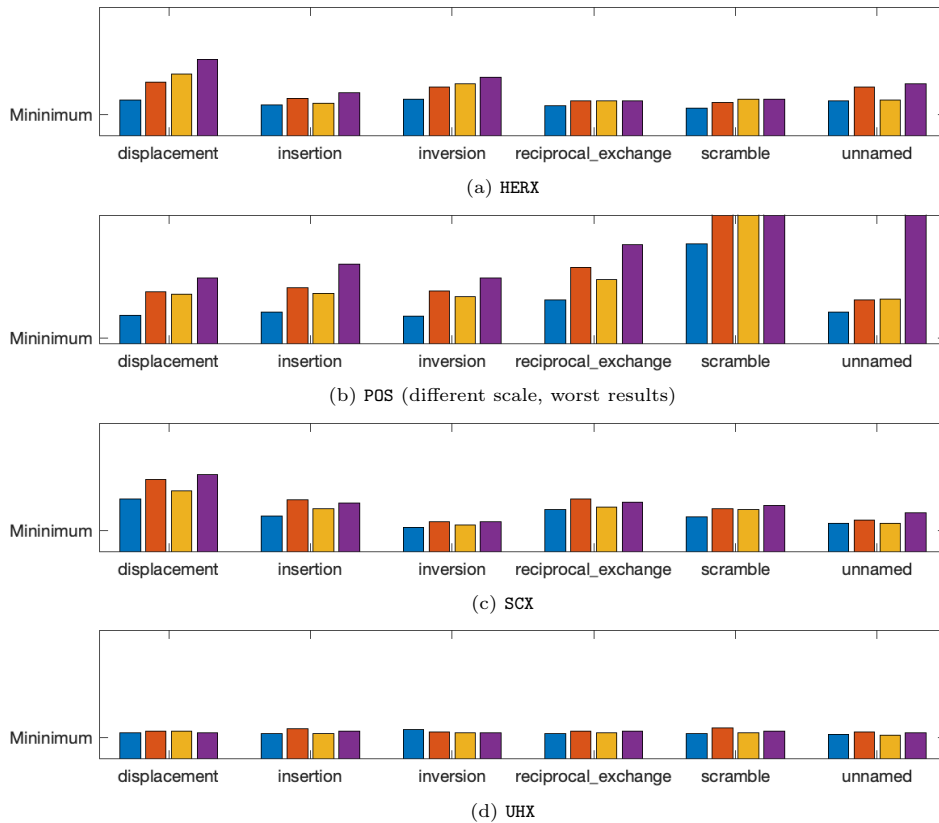 Mininimum
displacement insertion inversion reciprocal_exchange scramble unnamed
(a) HERX
Mininimum
displacement insertion inversion reciprocal_exchange scramble unnamed
(b) POS (different scale, worst results)
Mininimum
displacement insertion inversion reciprocal_exchange scramble unnamed
(c) SCX
Mininimum
displacement insertion inversion reciprocal_exchange scramble unnamed
(d) UHX